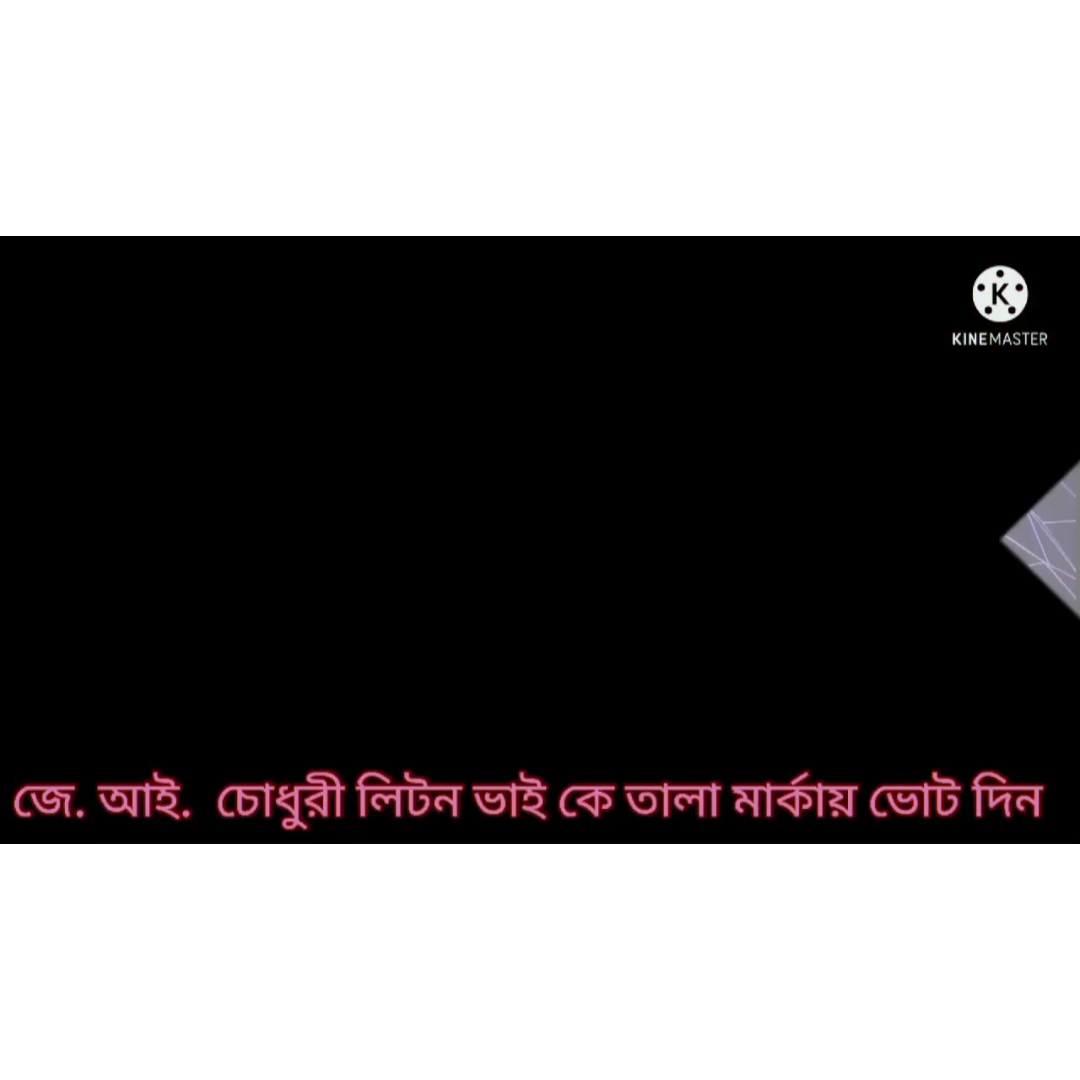 KINEMASTER
জে. আই. চোধুরী লিটন ভাই কে তালা মার্কায় ভোট দিন